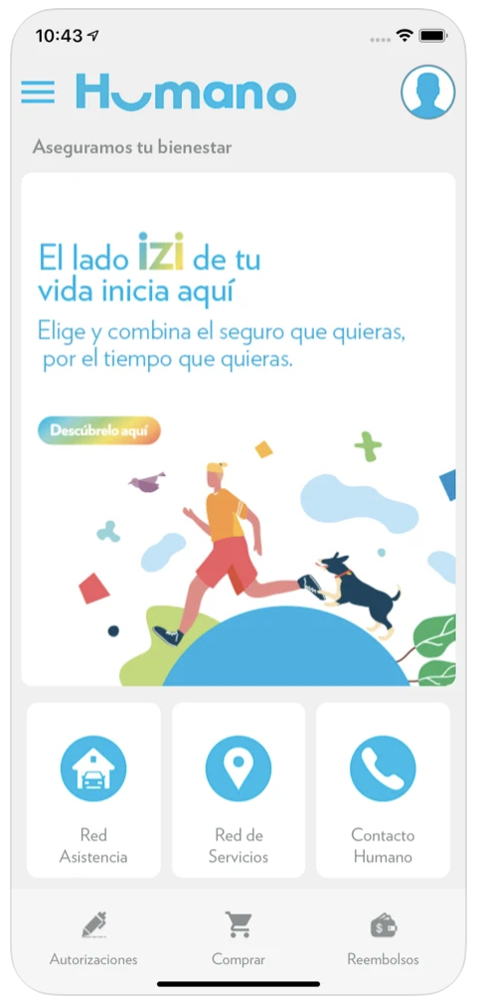 10:43
Humano
Aseguramos tu bienestar
El lado izi de tu
vida inicia aquí
Elige y combina el seguro que quieras,
por el tiempo que quieras.
Descúbrelo aquí
Red
Asistencia
Red de
Servicios
Contacto
Humano
Autorizaciones
Comprar
Reembolsos